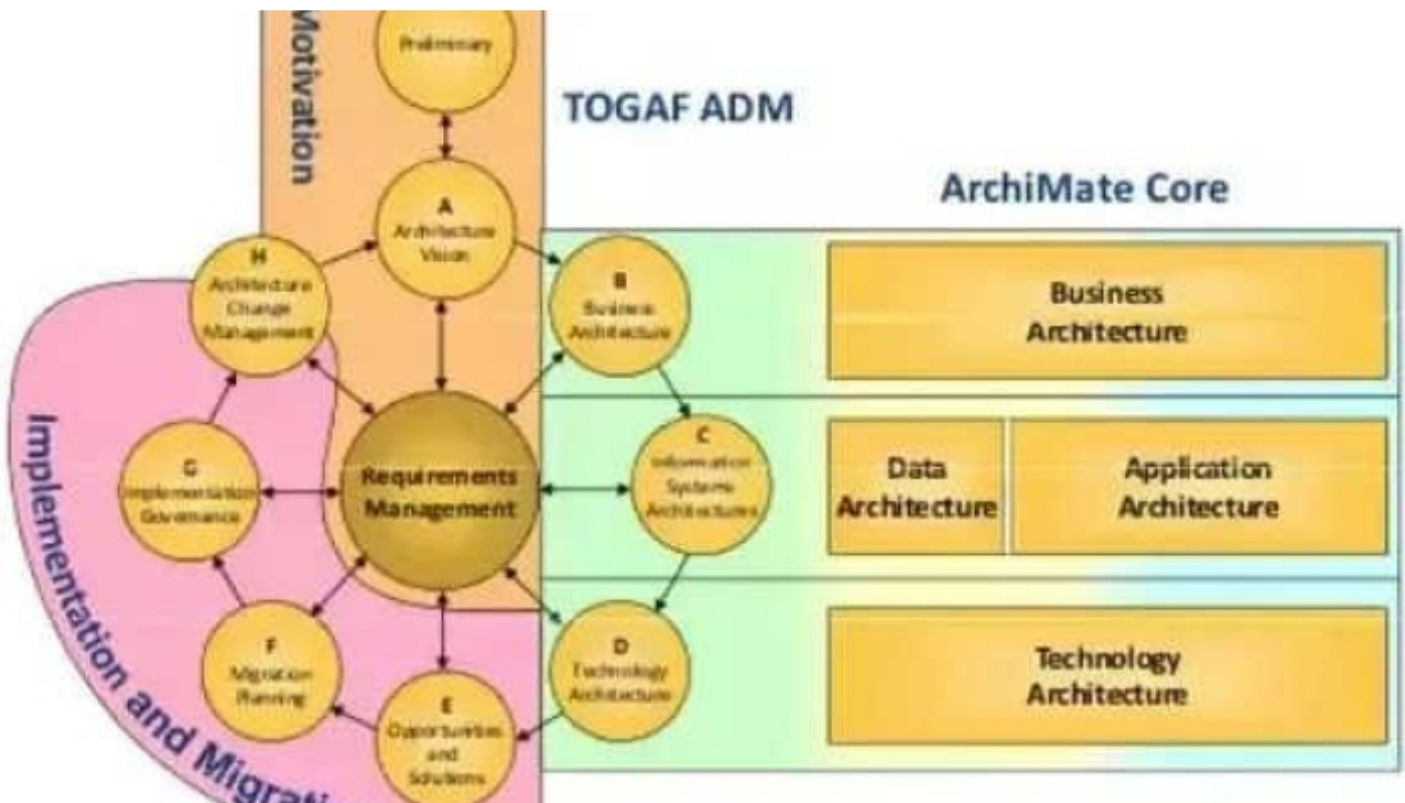 Motivation
Preliminary
TOGAF ADM
ArchiMate Core
A
Architecture
Vision
H
Architecture
Change
Management
B
Business
Architecture
Business
Architecture
G
Implementation
Governance
Requirements
Management
C
Information
Systems
Architectures
Data
Architecture
Application
Architecture
F
Migration
Planning
E
Opportunities
and
Solutions
D
Technology
Architecture
Technology
Architecture
Implementation and Migrati